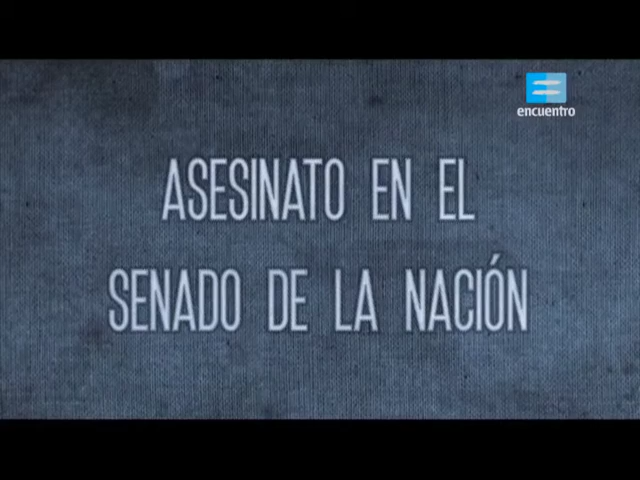 encuentro
ASESINATO EN EL
SENADO DE LA NACIÓN